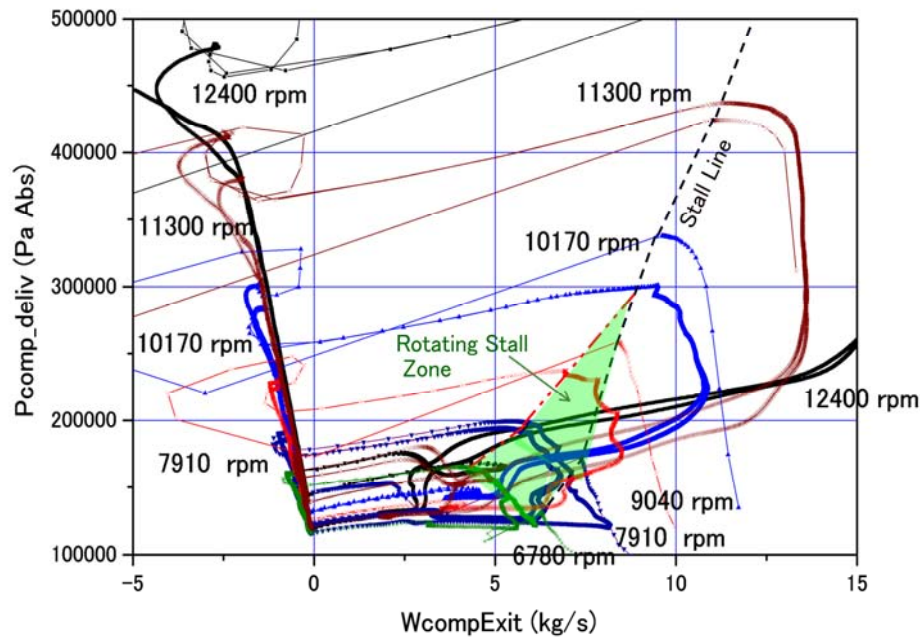 500000
12400 rpm
11300 rpm
Stall Line
400000
11300 rpm
10170 rpm
Pcomp_deliv (Pa Abs)
300000
10170 rpm
Rotating Stall
Zone
200000
12400 rpm
7910 rpm
9040 rpm
7910 rpm
6780 rpm
100000
-5
0
5
10
15
WcompExit (kg/s)